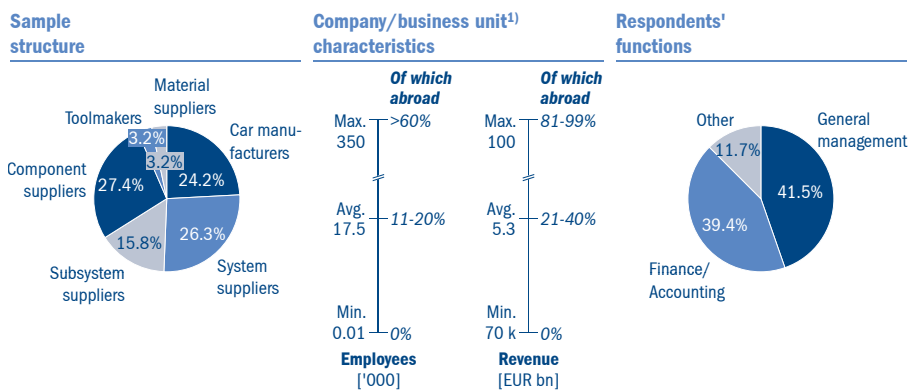 Sample
structure
Material
suppliers
Toolmakers
3.2%
3.2%
Car manu-
facturers
24.2%
Component
suppliers
27.4%
15.8%
26.3%
Subsystem
suppliers
System
suppliers
Company/business unit1)
characteristics
Of which
abroad
Max.
350
>60%
Avg.
17.5
11-20%
Min.
0.01
0%
Employees
['000]
Of which
abroad
Max.
100
81-99%
Avg.
5.3
21-40%
Min.
70 k
0%
Revenue
[EUR bn]
Respondents'
functions
Other
11.7%
General
management
41.5%
39.4%
Finance/
Accounting